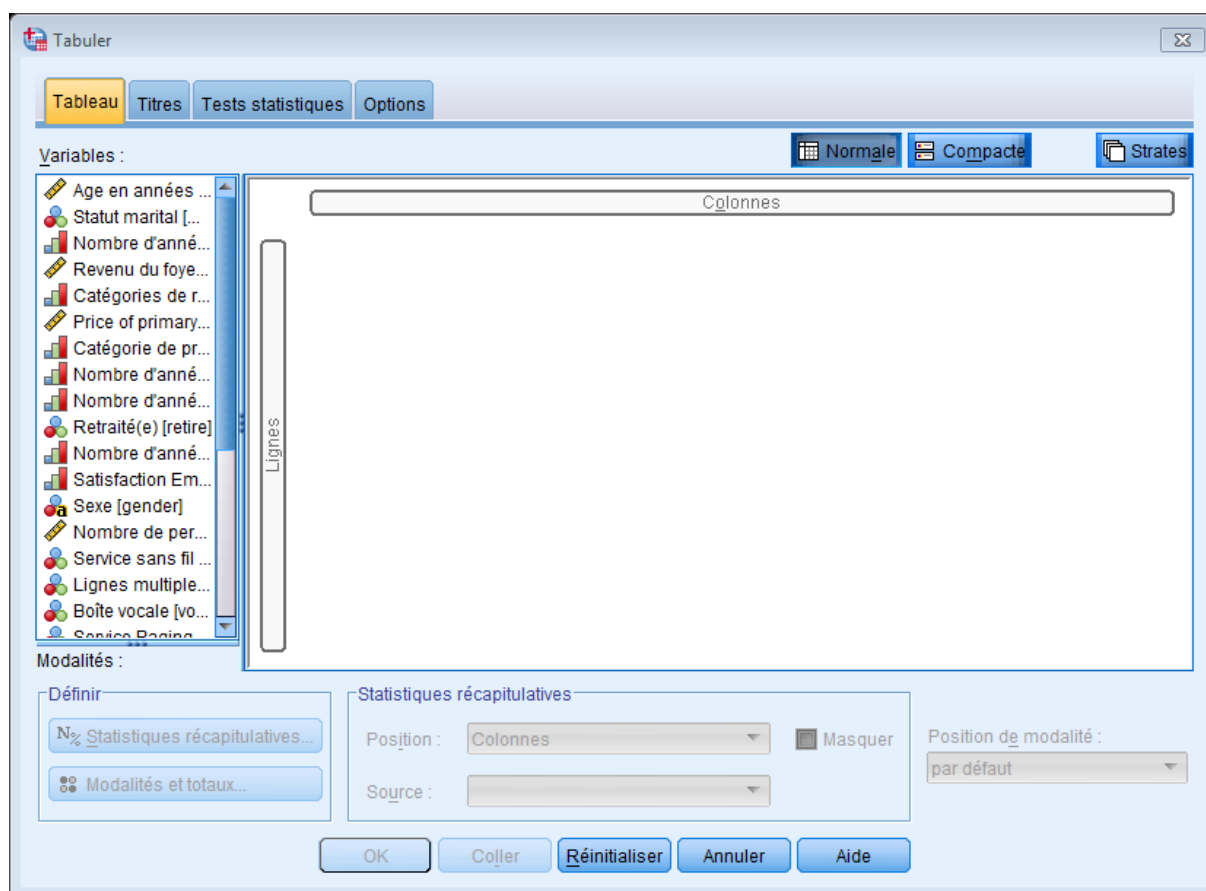 Tabuler
Tableau Titres Tests statistiques Options
Variables :
Normale Compacte Strates
Age en années ...
Statut marital [...
Nombre d'anné...
Revenu du foye...
Catégories de r...
Price of primary...
Catégorie de pr...
Nombre d'anné...
Nombre d'anné...
Retraité(e) [retire]
Nombre d'anné...
Satisfaction Em...
Sexe [gender]
Nombre de per...
Service sans fil ...
Lignes multiple...
Boîte vocale [vo...
Service Paging
Colonnes
Lignes
Modalités :
Définir
N% Statistiques récapitulatives...
Modalités et totaux...
Statistiques récapitulatives
Position : Colonnes Masquer
Source :
Position de modalité :
par défaut
OK Coller Réinitialiser Annuler Aide